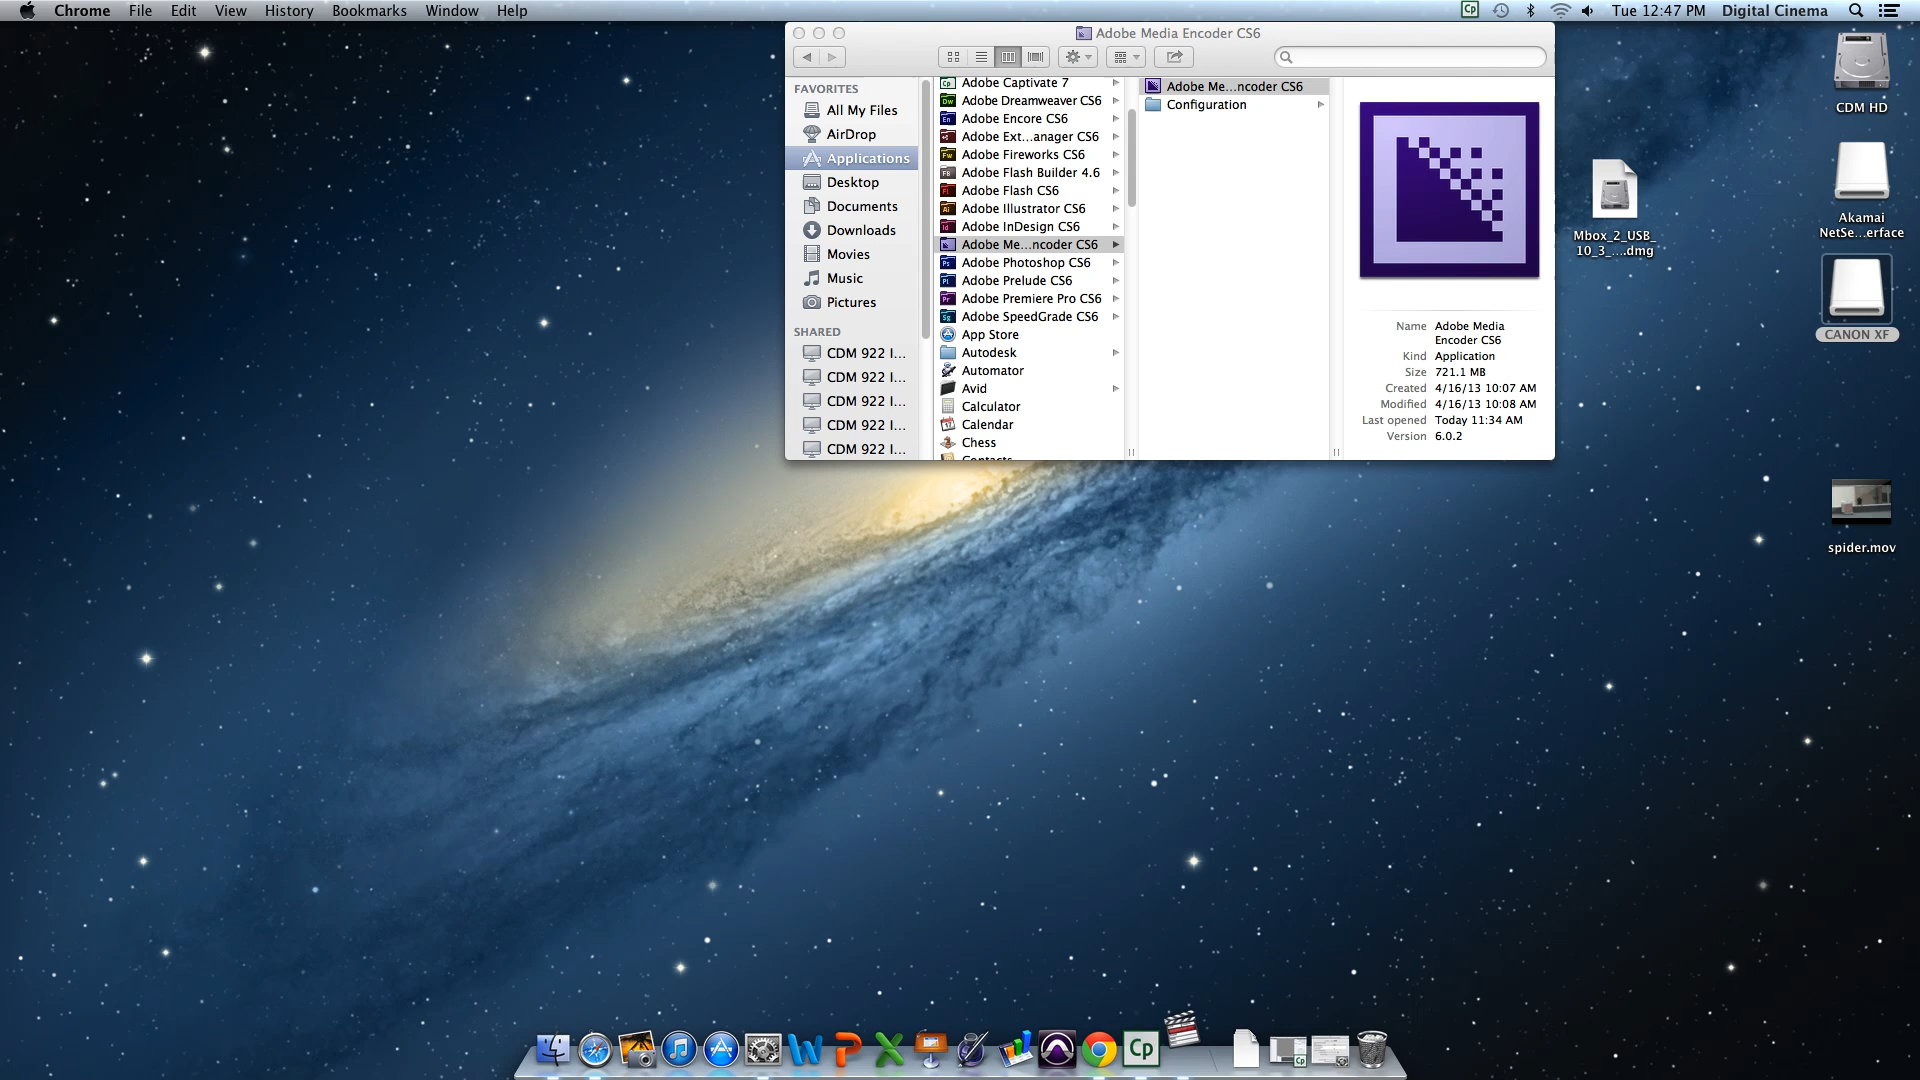 Chrome File Edit View History Bookmarks Window Help
Cp Tue 12:47 PM Digital Cinema
Adobe Media Encoder CS6
FAVORITES
All My Files
AirDrop
Applications
Desktop
Documents
Downloads
Movies
Music
Pictures
SHARED
CDM 922 I...
CDM 922 I...
CDM 922 I...
CDM 922 I...
CDM 922 I...
Adobe Captivate 7
Adobe Dreamweaver CS6
Adobe Encore CS6
Adobe Ext...anager CS6
Adobe Fireworks CS6
Adobe Flash Builder 4.6
Adobe Flash CS6
Adobe Illustrator CS6
Adobe InDesign CS6
Adobe Me...ncoder CS6
Adobe Photoshop CS6
Adobe Prelude CS6
Adobe Premiere Pro CS6
Adobe SpeedGrade CS6
App Store
Autodesk
Automator
Avid
Calculator
Calendar
Chess
Contacts
Adobe Me...ncoder CS6
Configuration
Name Adobe Media
Encoder CS6
Kind Application
Size 721.1 MB
Created 4/16/13 10:07 AM
Modified 4/16/13 10:08 AM
Last opened Today 11:34 AM
Version 6.0.2
CDM HD
Mbox_2_USB_
10_3_....dmg
Akamai
NetSe...erface
CANON XF
spider.mov
Cp